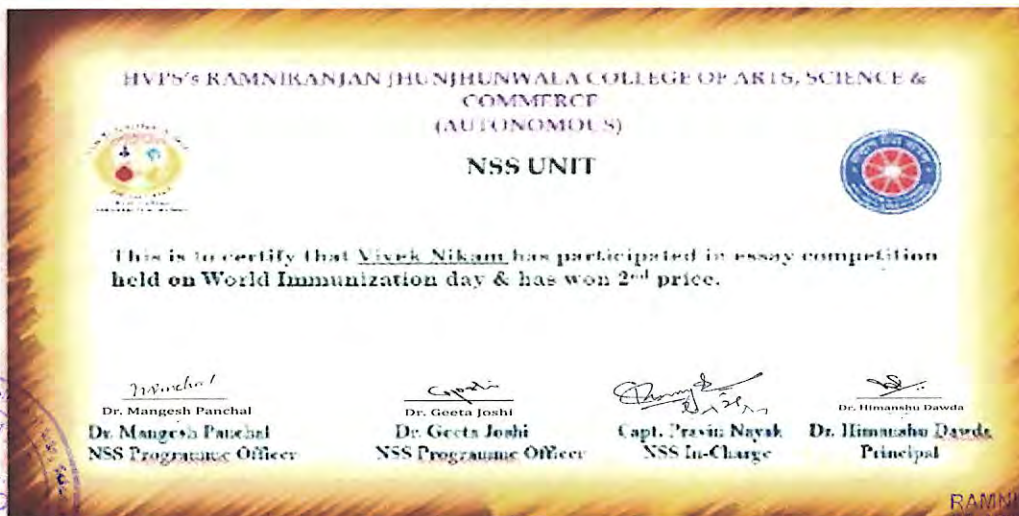 HVPS's RAMNIRANJAN JHUNJHUNWALA COLLEGE OF ARTS, SCIENCE &
COMMERCE
(AUTONOMOUS)
NSS UNIT
This is to certify that Vivek Nikam has participated in essay competition
held on World Immunization day & has won 2nd price.
Dr. Mangesh Panchal
Dr. Geeta Joshi
Dr. Himanshu Dawda
Dr. Mangesh Panchal
Dr. Geeta Joshi
Capt. Pravin Nayak
Dr. Himanshu Dawda
NSS Programme Officer
NSS Programme Officer
NSS In-Charge
Principal